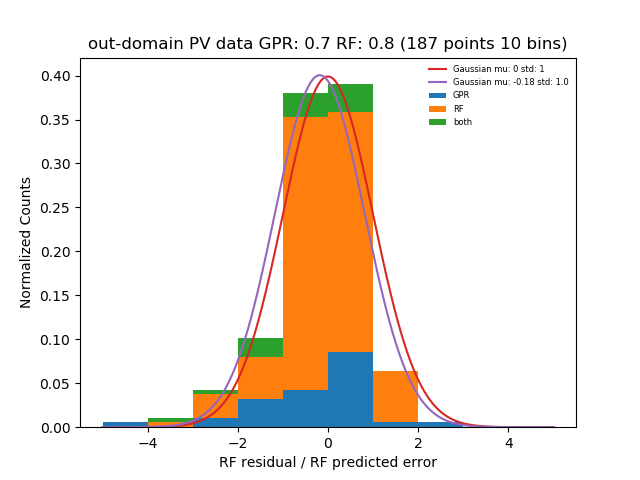 out-domain PV data GPR: 0.7 RF: 0.8 (187 points 10 bins)
Gaussian mu: 0 std: 1
Gaussian mu: -0.18 std: 1.0
GPR
RF
both
Normalized Counts
0.40
0.35
0.30
0.25
0.20
0.15
0.10
0.05
0.00
−4 −2 0 2 4
RF residual / RF predicted error